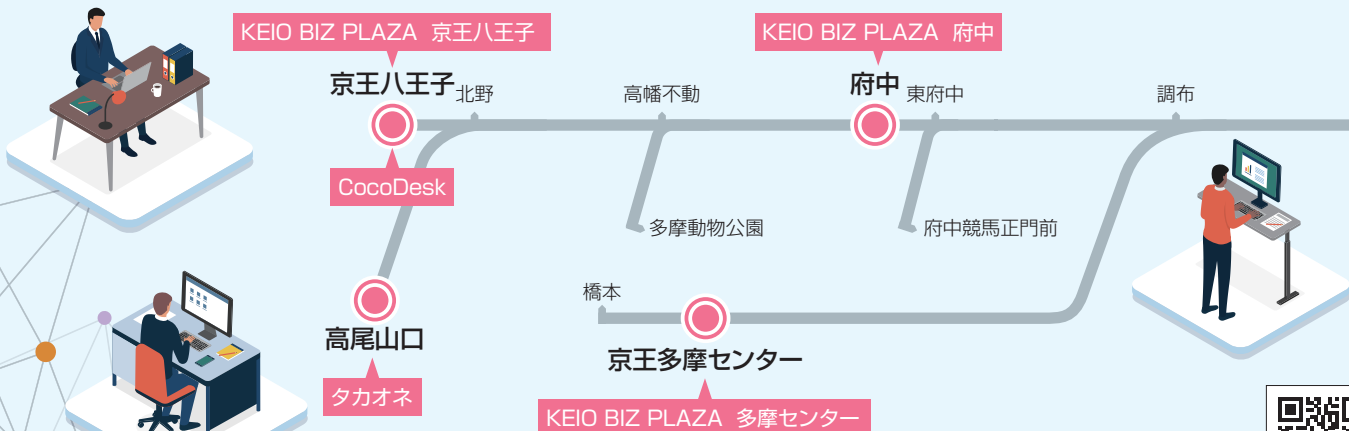 KEIO BIZ PLAZA 京王八王子
KEIO BIZ PLAZA 府中
京王八王子
北野
高幡不動
府中
東府中
調布
CocoDesk
多摩動物公園
府中競馬正門前
橋本
高尾山口
京王多摩センター
タカオネ
KEIO BIZ PLAZA 多摩センター